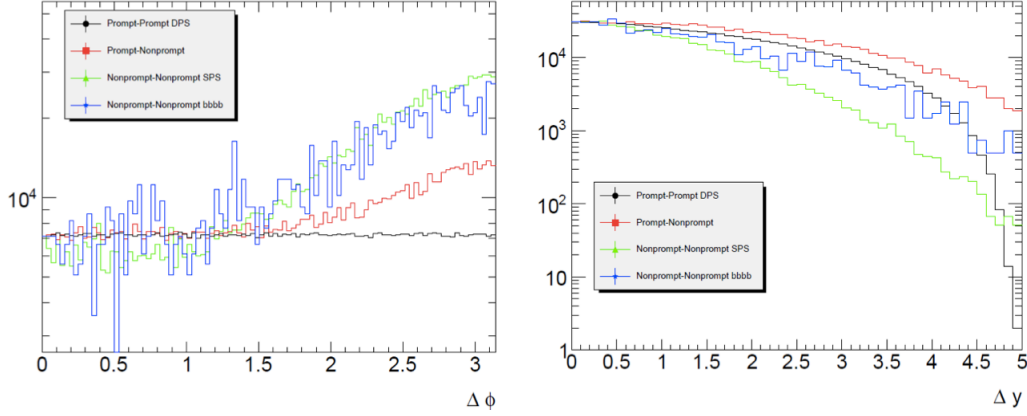 Prompt-Prompt DPS
Prompt-Nonprompt
Nonprompt-Nonprompt SPS
Nonprompt-Nonprompt bbbb
10⁴
0 0.5 1 1.5 2 2.5 3
Δ ϕ
10⁴
10³
10²
10
1
Prompt-Prompt DPS
Prompt-Nonprompt
Nonprompt-Nonprompt SPS
Nonprompt-Nonprompt bbbb
0 0.5 1 1.5 2 2.5 3 3.5 4 4.5 5
Δ y